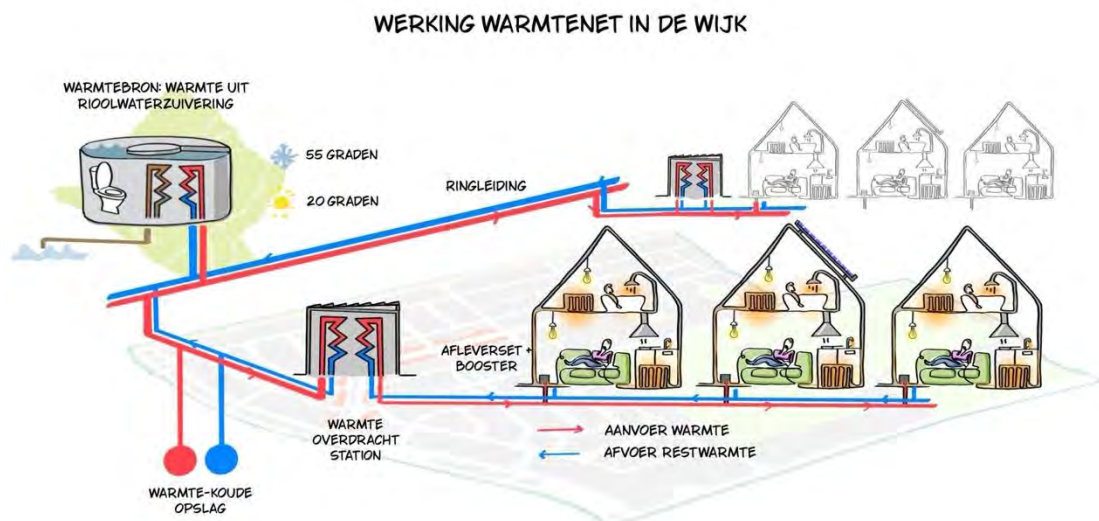 WERKING WARMTENET IN DE WIJK
WARMTEBRON: WARMTE UIT
RIOOLWATERZUIVERING
55 GRADEN
20 GRADEN
RINGLEIDING
AFLEVERSET +
BOOSTER
WARMTE
OVERDRACHT
STATION
AANVOER WARMTE
AFVOER RESTWARMTE
WARMTE-KOUDE
OPSLAG